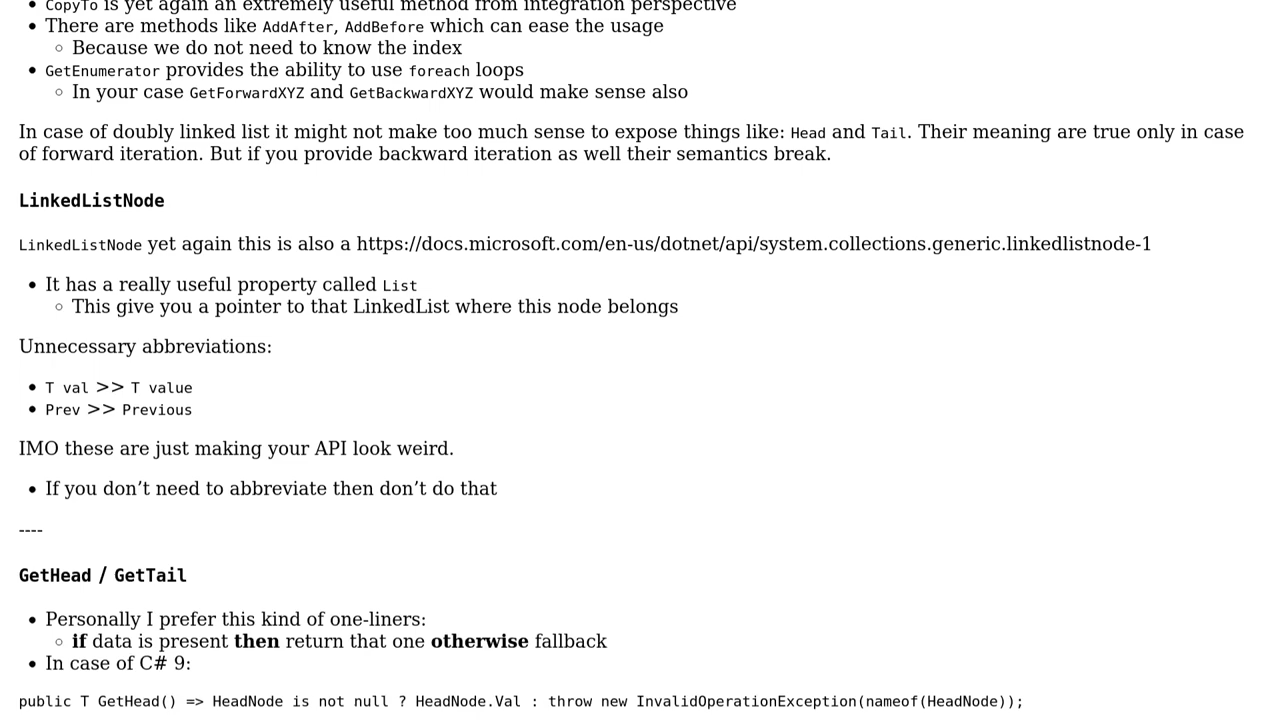 • CopyTo is yet again an extremely useful method from integration perspective
• There are methods like AddAfter, AddBefore which can ease the usage
◦ Because we do not need to know the index
• GetEnumerator provides the ability to use foreach loops
◦ In your case GetForwardXYZ and GetBackwardXYZ would make sense also
In case of doubly linked list it might not make too much sense to expose things like: Head and Tail. Their meaning are true only in case
of forward iteration. But if you provide backward iteration as well their semantics break.
LinkedListNode
LinkedListNode yet again this is also a https://docs.microsoft.com/en-us/dotnet/api/system.collections.generic.linkedlistnode-1
• It has a really useful property called List
◦ This give you a pointer to that LinkedList where this node belongs
Unnecessary abbreviations:
• T val >> T value
• Prev >> Previous
IMO these are just making your API look weird.
• If you don’t need to abbreviate then don’t do that
----
GetHead / GetTail
• Personally I prefer this kind of one-liners:
◦ if data is present then return that one otherwise fallback
• In case of C# 9:
public T GetHead() => HeadNode is not null ? HeadNode.Val : throw new InvalidOperationException(nameof(HeadNode));